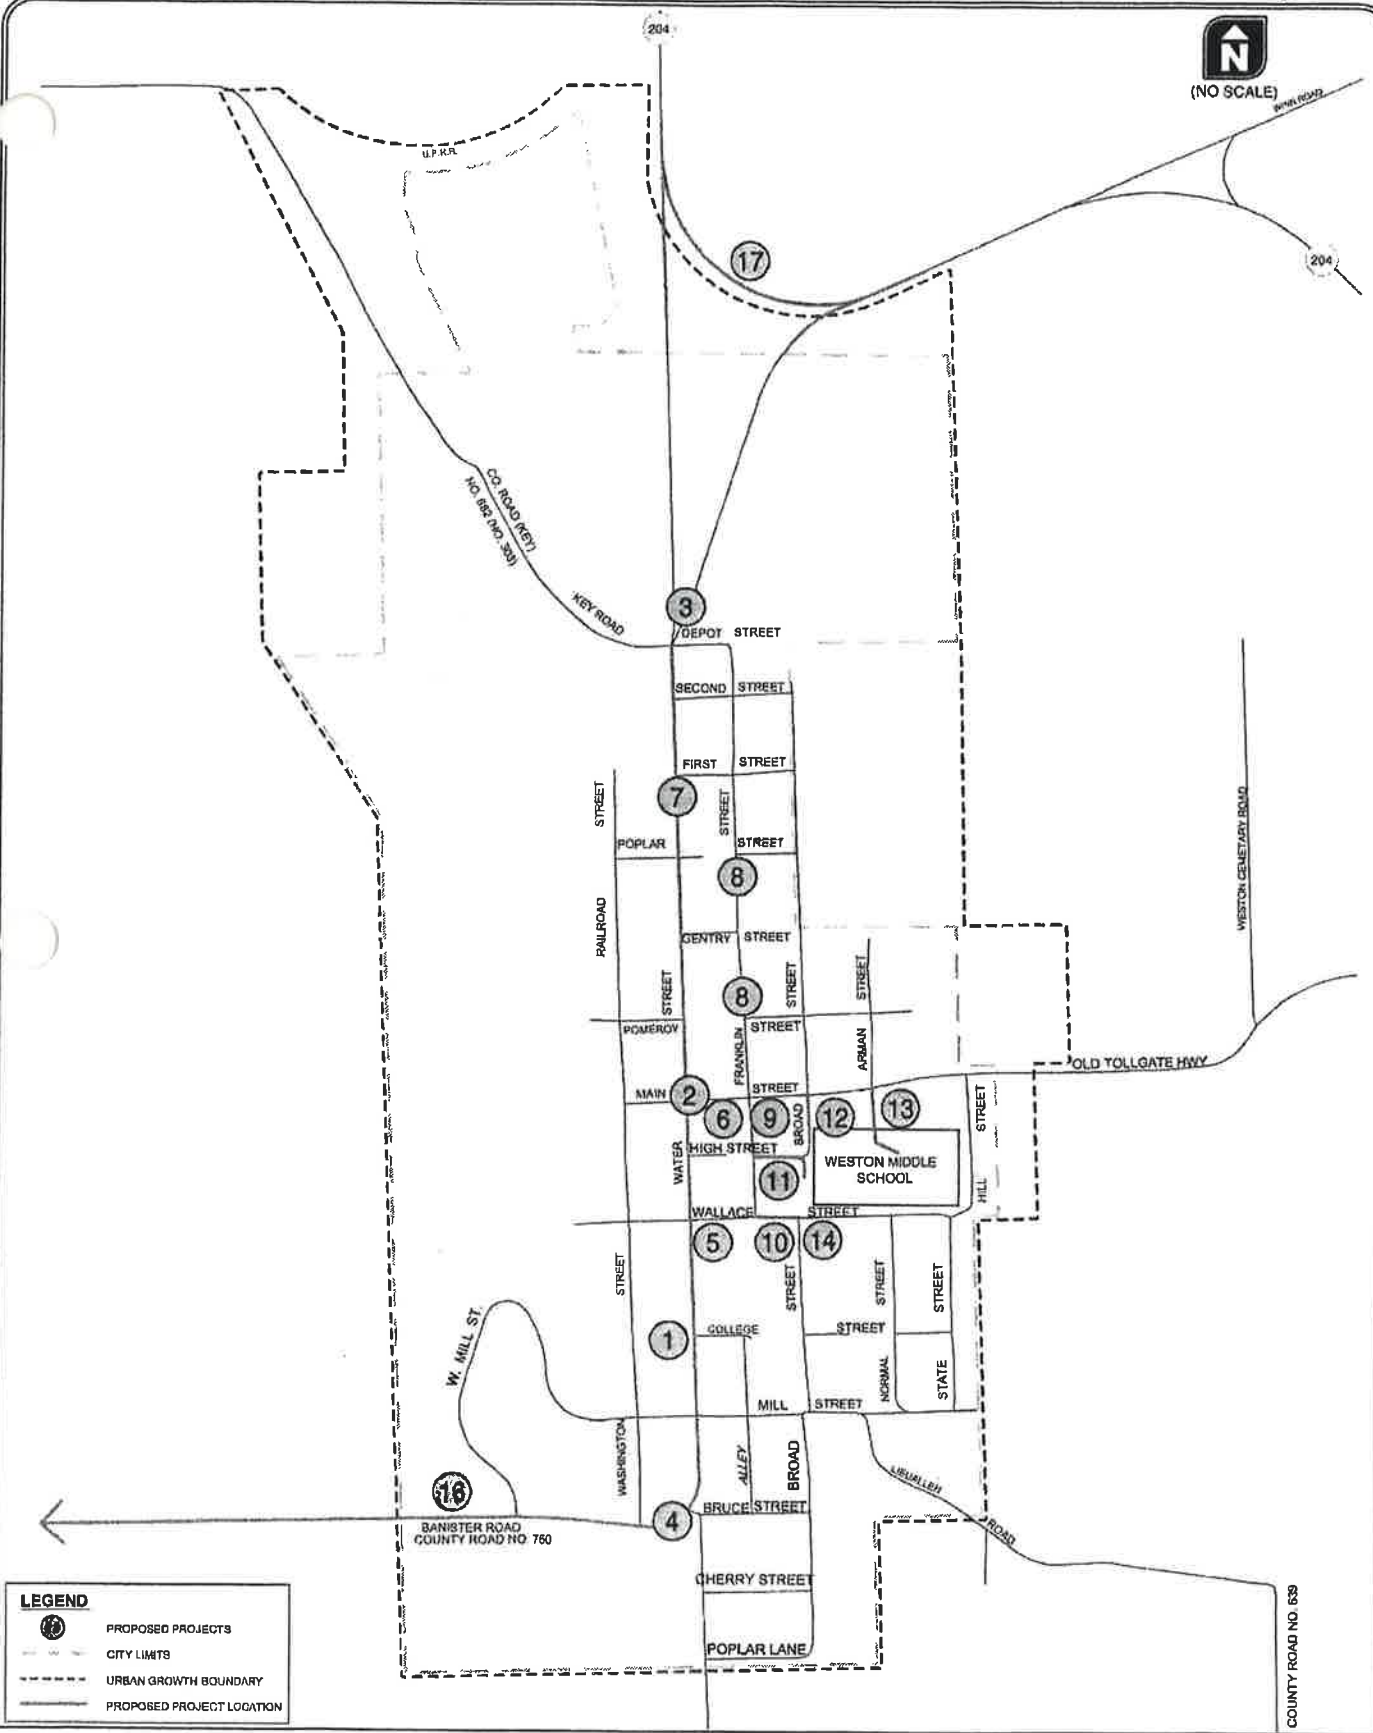 204
N
(NO SCALE)
WINN ROAD
U.P.R.R.
17
204
CO. ROAD (KEY)
NO. 682 (NO. 303)
KEY ROAD
3
DEPOT STREET
SECOND STREET
FIRST STREET
7
STREET
STREET
POPLAR STREET
8
RAILROAD
GENTRY STREET
WESTON CEMETARY ROAD
STREET
8
STREET
STREET
POMEROY STREET
FRANKLIN
ARMAN
OLD TOLLGATE HWY
MAIN STREET
2
6
9
BROAD
12
13
STREET
HIGH STREET
WATER
WESTON MIDDLE
SCHOOL
11
HILL
WALLACE STREET
5
10
14
STREET
STREET
STREET
STREET
1
COLLEGE STREET
W. MILL ST.
NORMAL
STATE
MILL STREET
WASHINGTON
ALLEY
BROAD
LIEUALLEN
ROAD
16
4
BRUCE STREET
BANISTER ROAD
COUNTY ROAD NO. 760
CHERRY STREET
POPLAR LANE
COUNTY ROAD NO. 639
LEGEND
PROPOSED PROJECTS
CITY LIMITS
URBAN GROWTH BOUNDARY
PROPOSED PROJECT LOCATION